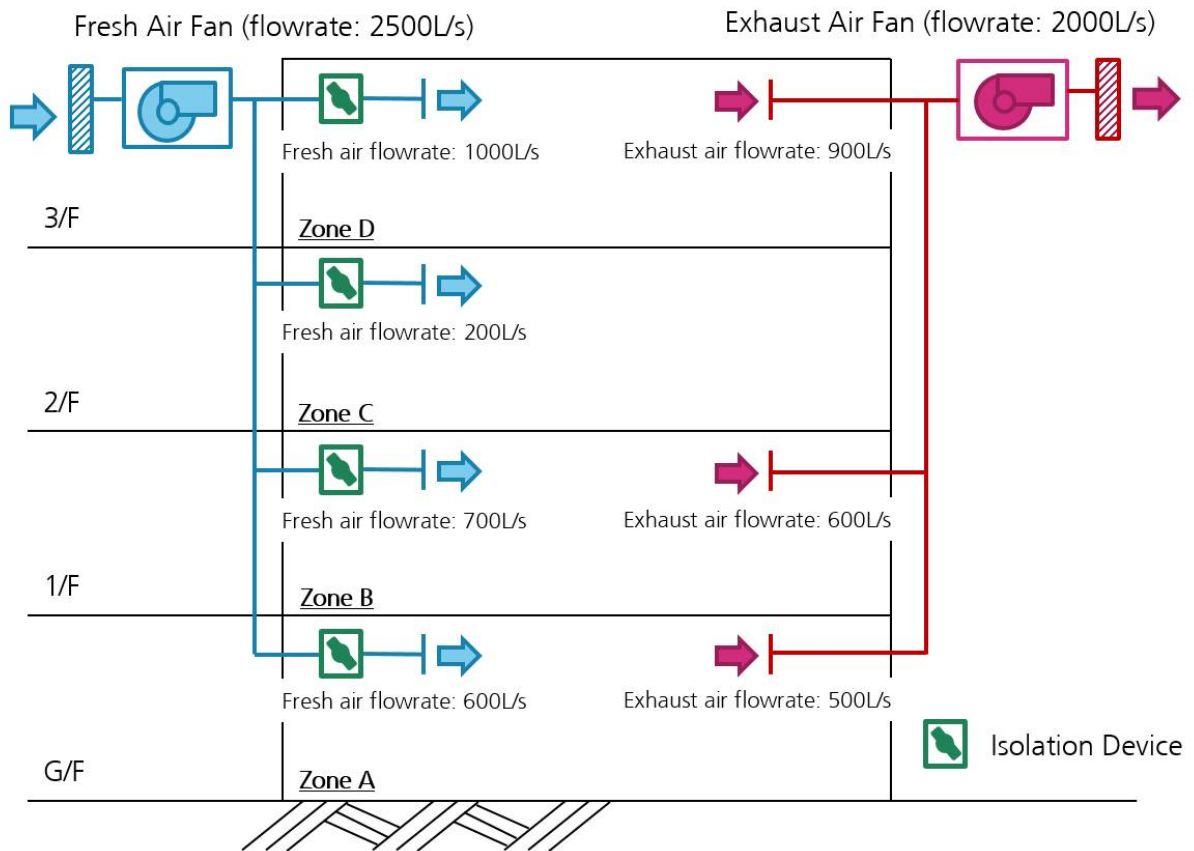 Fresh Air Fan (flowrate: 2500L/s)
Exhaust Air Fan (flowrate: 2000L/s)
Fresh air flowrate: 1000L/s
Exhaust air flowrate: 900L/s
3/F
Zone D
Fresh air flowrate: 200L/s
2/F
Zone C
Fresh air flowrate: 700L/s
Exhaust air flowrate: 600L/s
1/F
Zone B
Fresh air flowrate: 600L/s
Exhaust air flowrate: 500L/s
Isolation Device
G/F
Zone A